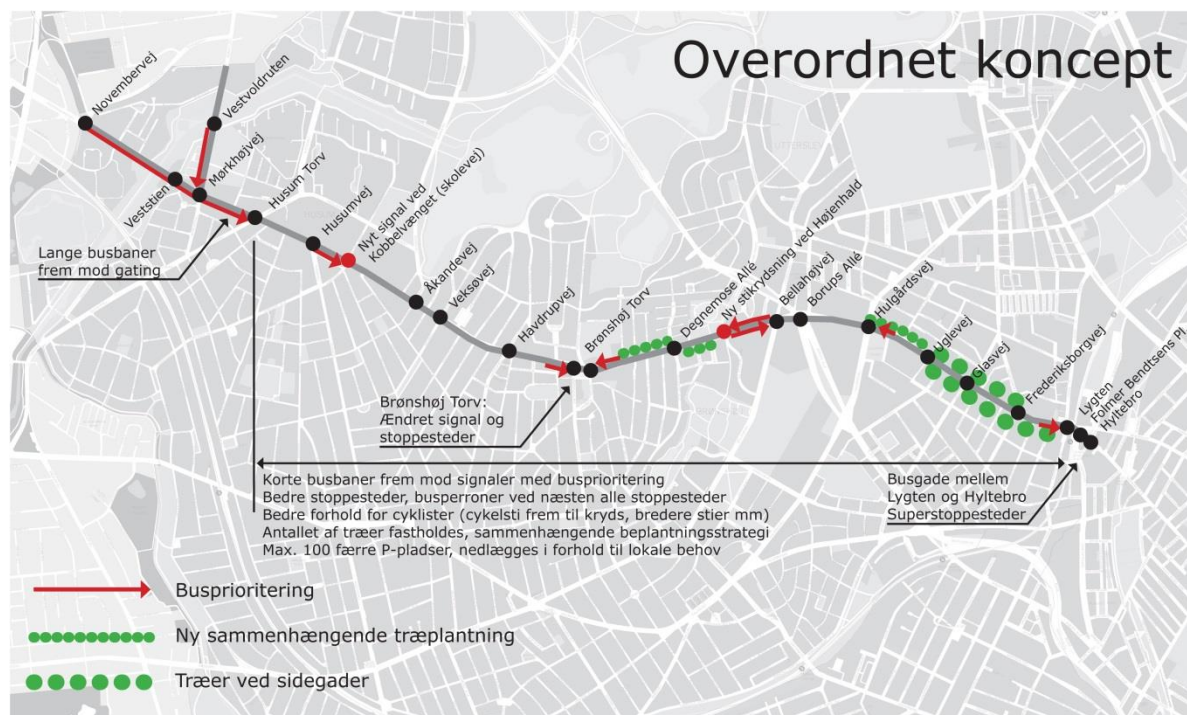 Overordnet koncept
Novembervej
Vestvoldruten
Veststien
Mørkhøjvej
Husum Torv
Husumvej
Nyt signal ved
Kobbelvænget (skolevej)
Åkandevej
Veksøvej
Havdrupvej
Brønshøj Torv
Degnemose Allé
Ny stikrydsning ved Højenhald
Bellahøjvej
Borups Allé
Hulgårdsvej
Uglevej
Glasvej
Frederiksborgvej
Lygten
Folmer Bendtsens Pl
Hyltebro
UTTERSLEV
Lange busbaner
frem mod gating
Brønshøj Torv:
Ændret signal og
stoppesteder
Korte busbaner frem mod signaler med busprioritering
Bedre stoppesteder, busperroner ved næsten alle stoppesteder
Bedre forhold for cyklister (cykelsti frem til kryds, bredere stier mm)
Antallet af træer fastholdes, sammenhængende beplantningsstrategi
Max. 100 færre P-pladser, nedlægges i forhold til lokale behov
Busgade mellem
Lygten og Hyltebro
Superstoppesteder
Busprioritering
Ny sammenhængende træplantning
Træer ved sidegader